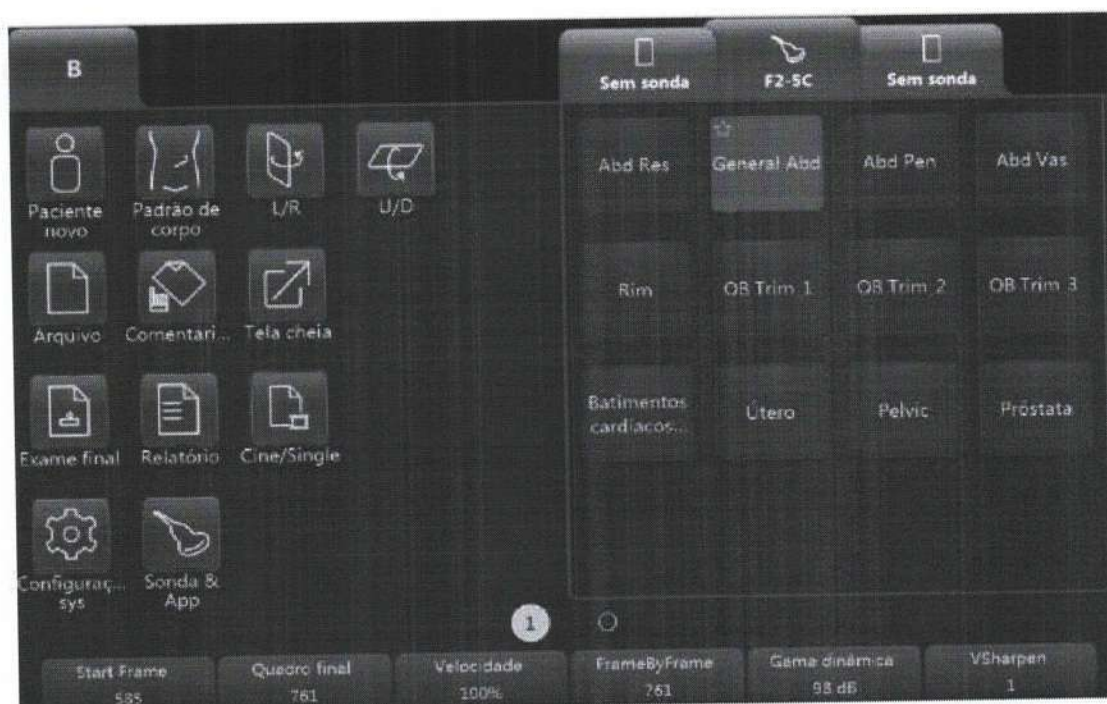 B
Sem sonda
F2-5C
Sem sonda
Paciente
novo
Padrão de
corpo
L/R
U/D
Arquivo
Comentari...
Tela cheia
Exame final
Relatório
Cine/Single
Configuraç...
sys
Sonda &
App
Abd Res
General Abd
Abd Pen
Abd Vas
Rim
OB Trim 1
OB Trim 2
OB Trim 3
Batimentos
cardíacos...
Útero
Pelvic
Próstata
1
Start Frame
585
Quadro final
761
Velocidade
100%
FrameByFrame
761
Gama dinâmica
98 dB
VSharpen
1